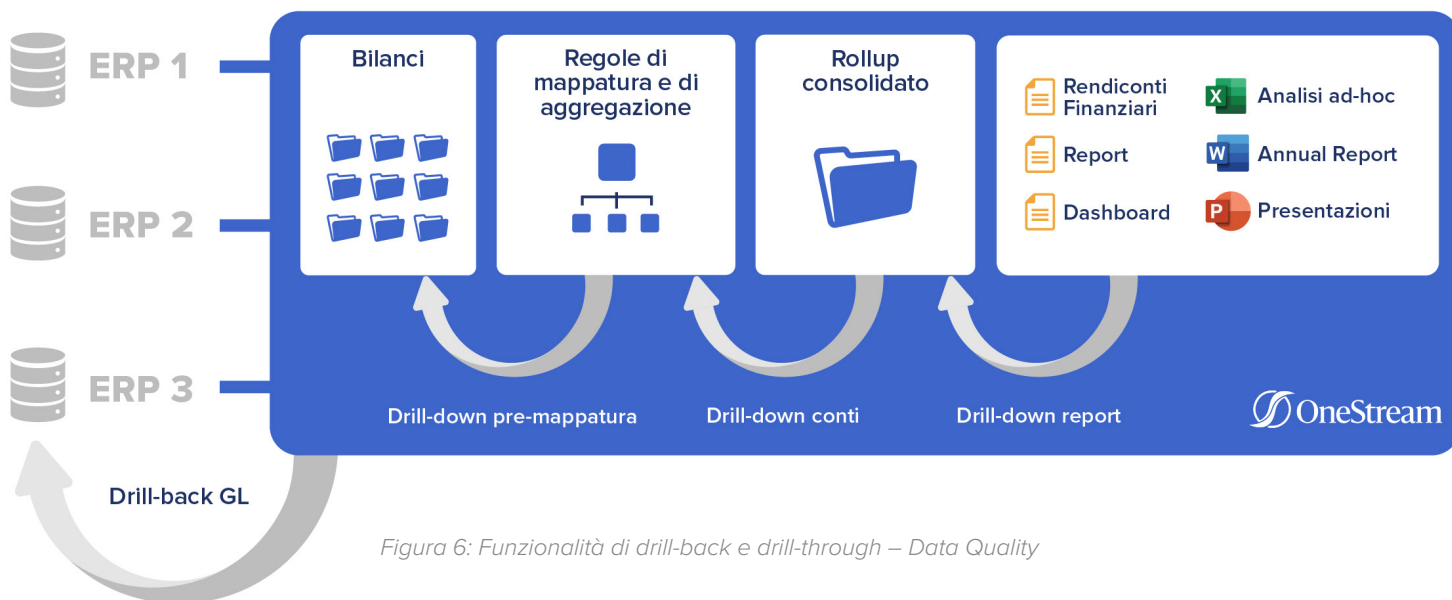 ERP 1
ERP 2
ERP 3
Bilanci
Regole di
mappatura e di
aggregazione
Rollup
consolidato
Rendiconti
Finanziari
Report
Dashboard
X
Analisi ad-hoc
W
Annual Report
P
Presentazioni
Drill-down pre-mappatura
Drill-down conti
Drill-down report
OneStream
Drill-back GL
Figura 6: Funzionalità di drill-back e drill-through – Data Quality